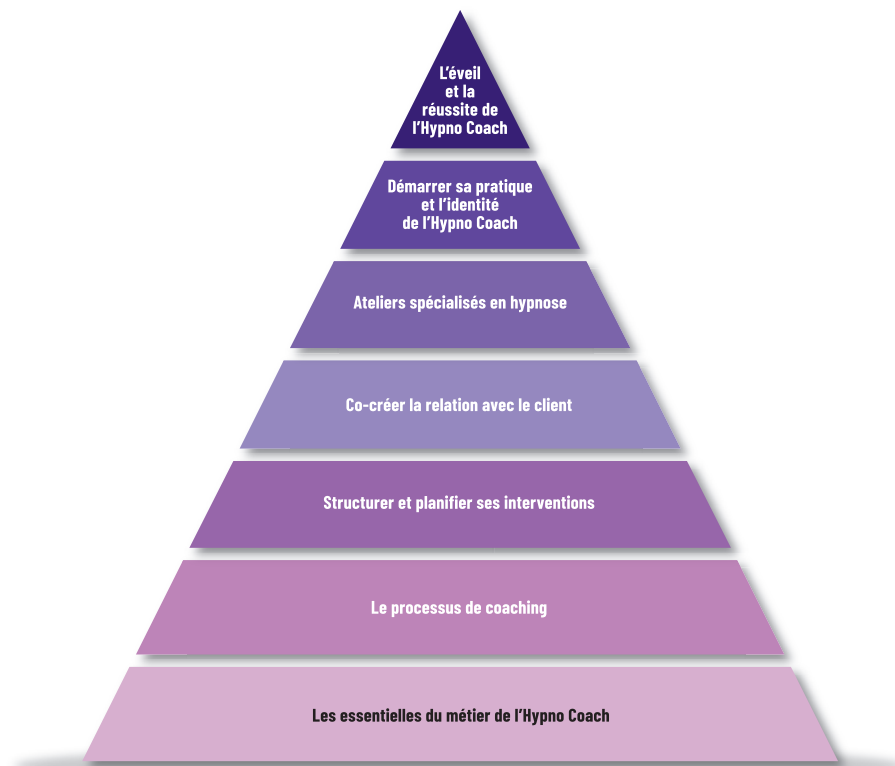 L'éveil
et la
réussite de
l'Hypno Coach
Démarrer sa pratique
et l'identité
de l'Hypno Coach
Ateliers spécialisés en hypnose
Co-créer la relation avec le client
Structurer et planifier ses interventions
Le processus de coaching
Les essentielles du métier de l'Hypno Coach